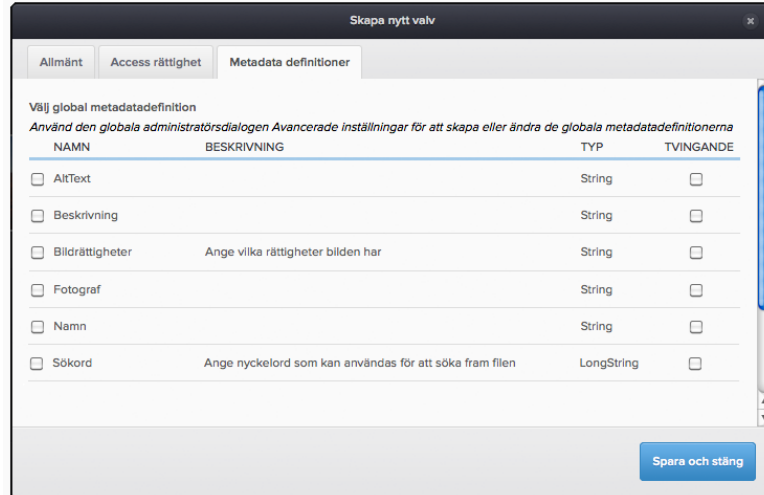 Skapa nytt valv
Allmänt Access rättighet Metadata definitioner
Välj global metadatadefinition
Använd den globala administratörsdialogen Avancerade inställningar för att skapa eller ändra de globala metadatadefinitionerna
NAMN BESKRIVNING TYP TVINGANDE
AltText String
Beskrivning String
Bildrättigheter Ange vilka rättigheter bilden har String
Fotograf String
Namn String
Sökord Ange nyckelord som kan användas för att söka fram filen LongString
Spara och stäng